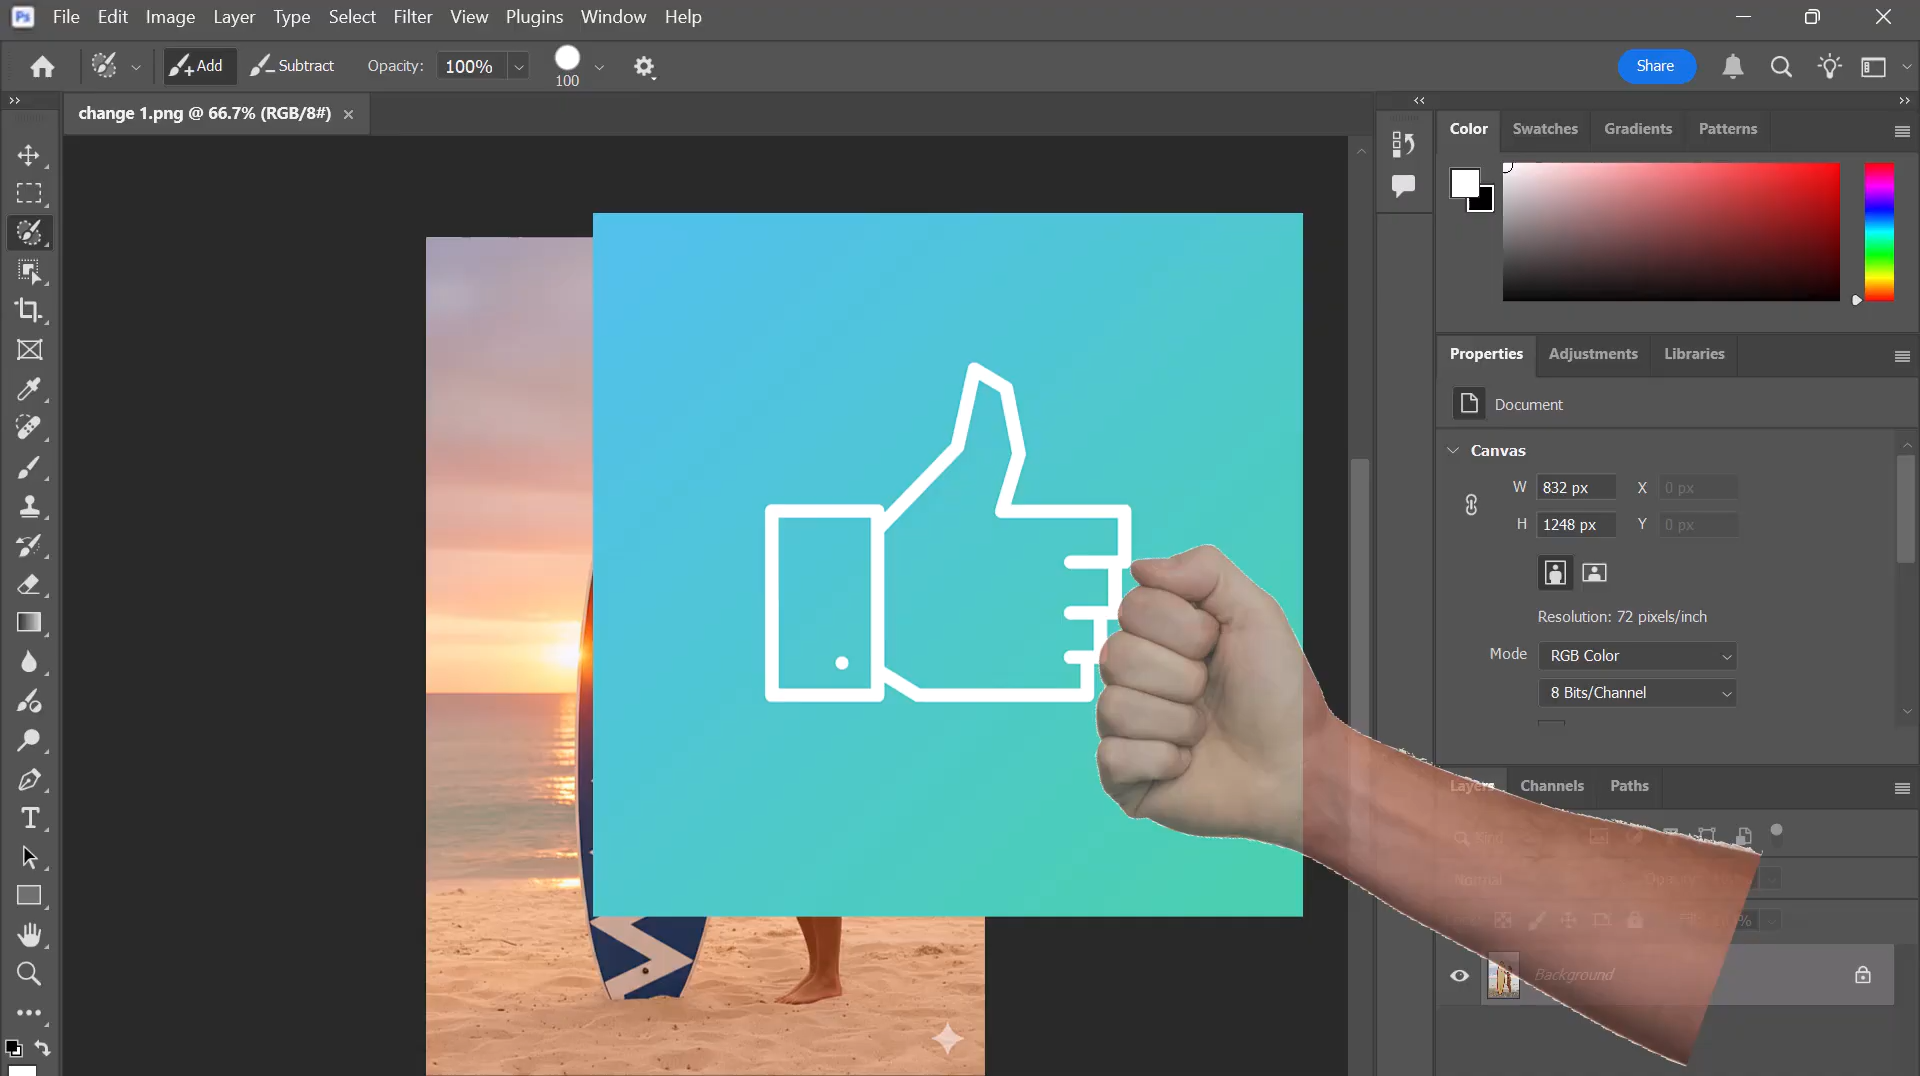 Ps File Edit Image Layer Type Select Filter View Plugins Window Help
Add Subtract Opacity: 100% 100 Share
change 1.png @ 66.7% (RGB/8#)
Color Swatches Gradients Patterns
Properties Adjustments Libraries
Document
Canvas
W 832 px X 0 px
H 1248 px Y 0 px
Resolution: 72 pixels/inch
Mode RGB Color
8 Bits/Channel
Layers Channels Paths
Normal
Background